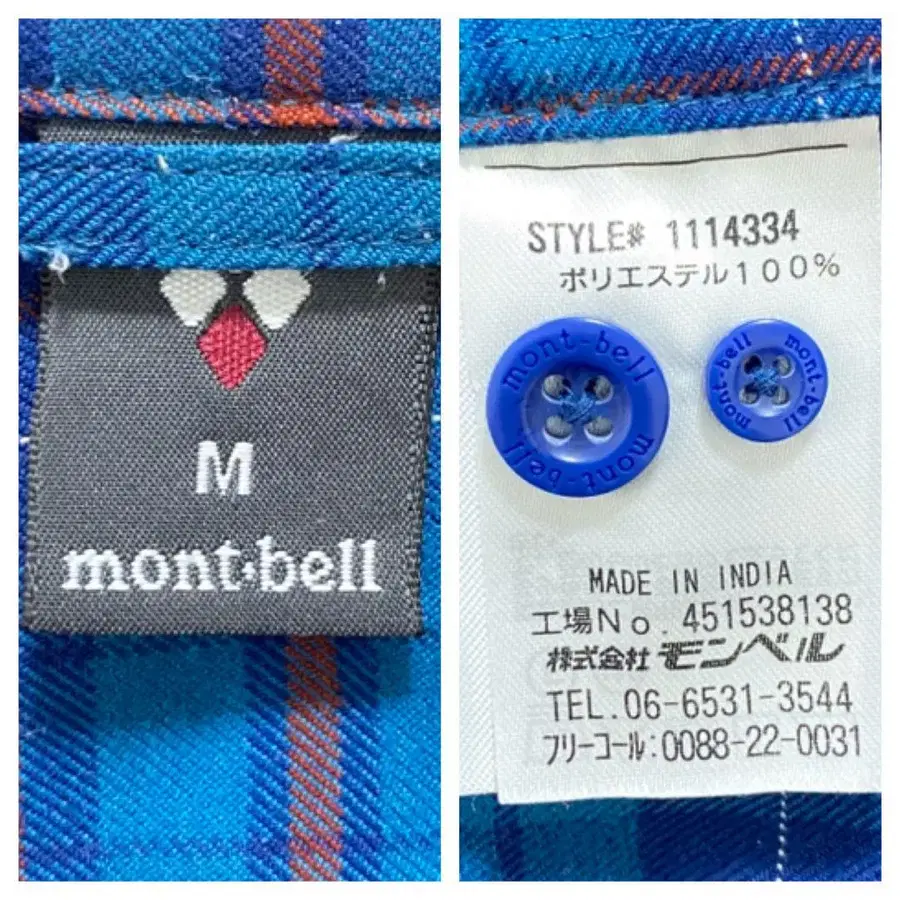 M
mont-bell
STYLE# 1114334
ポリエステル100%
mont-bell mont-bell
mont-bell mont-bell
MADE IN INDIA
工場No. 451538138
株式会社 モンベル
TEL.06-6531-3544
フリーコール:0088-22-0031